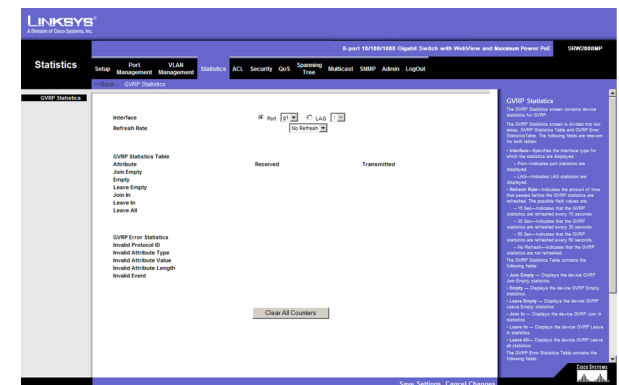 LINKSYS®
A Division of Cisco Systems, Inc.
8-port 10/100/1000 Gigabit Switch with WebView and Maximum Power PoE
SRW2008MP
Statistics
Setup Port Management VLAN Management Statistics ACL Security QoS Spanning Tree Multicast SNMP Admin LogOut
GVRP Statistics
GVRP Statistics
Interface Port g1 LAG 1
Refresh Rate No Refresh
GVRP Statistics Table
Attribute Received Transmitted
Join Empty
Empty
Leave Empty
Join In
Leave In
Leave All
GVRP Error Statistics
Invalid Protocol ID
Invalid Attribute Type
Invalid Attribute Value
Invalid Attribute Length
Invalid Event
Clear All Counters
GVRP Statistics
The GVRP Statistics screen contains device
statistics for GVRP.
The GVRP Statistics screen is divided into two
areas, GVRP Statistics Table and GVRP Error
StatisticsTable. The following fields are relevant
for both tables:
• Interface—Specifies the interface type for
which the statistics are displayed.
– Port—Indicates port statistics are
displayed.
– LAG—Indicates LAG statistics are
displayed.
• Refresh Rate—Indicates the amount of time
that passes before the GVRP statistics are
refreshed. The possible field values are:
– 15 Sec—Indicates that the GVRP
statistics are refreshed every 15 seconds.
– 30 Sec—Indicates that the GVRP
statistics are refreshed every 30 seconds.
– 60 Sec—Indicates that the GVRP
statistics are refreshed every 60 seconds.
– No Refresh—Indicates that the GVRP
statistics are not refreshed.
The GVRP Statistics Table contains the
following fields:
• Join Empty — Displays the device GVRP
Join Empty statistics.
• Empty — Displays the device GVRP Empty
statistics.
• Leave Empty — Displays the device GVRP
Leave Empty statistics.
• Join In — Displays the device GVRP Join in
statistics.
• Leave In — Displays the device GVRP Leave
in statistics.
• Leave All— Displays the device GVRP Leave
all statistics.
The GVRP Error Statistics Table contains the
following fields:
CISCO SYSTEMS
Save Settings Cancel Changes